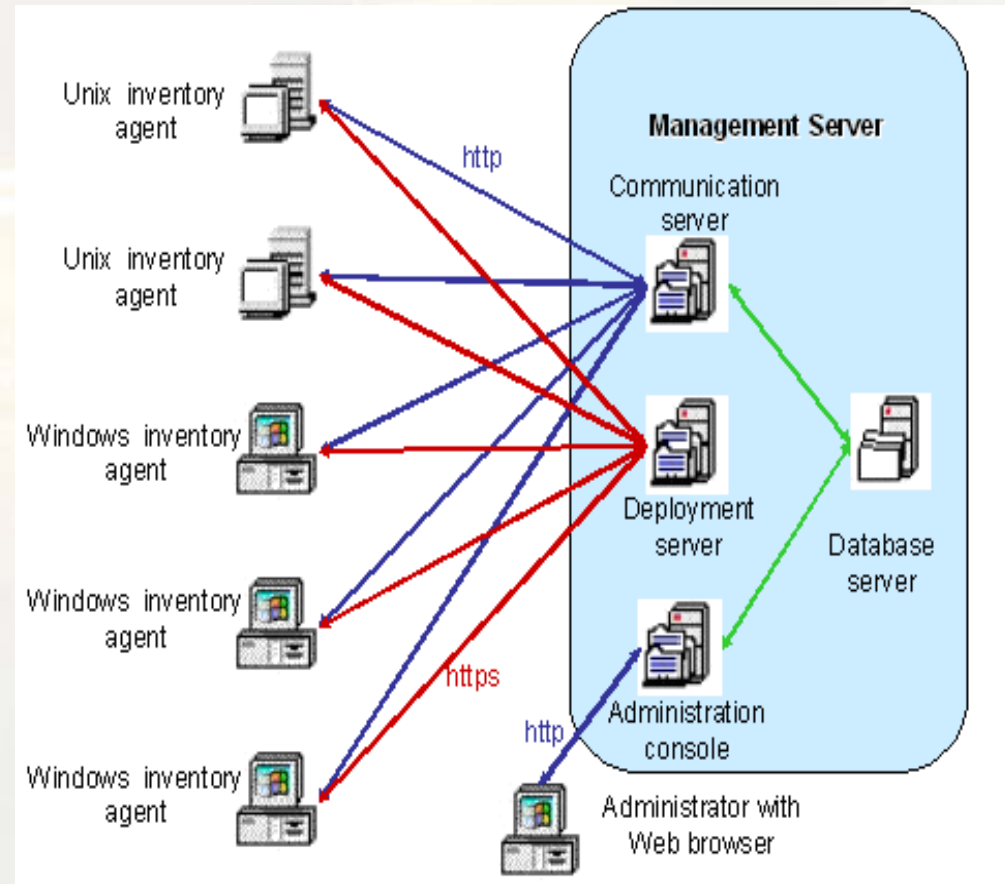 Unix inventory
agent
http
Management Server
Communication
server
Unix inventory
agent
Windows inventory
agent
Deployment
server
Database
server
Windows inventory
agent
https
Administration
console
http
Windows inventory
agent
Administrator with
Web browser